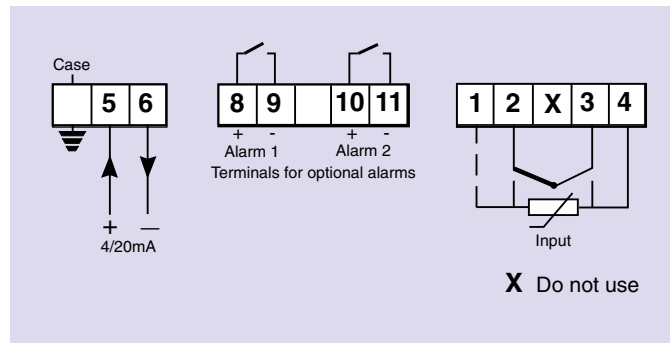 Case
5 6
+ —
4/20mA
8 9 10 11
+ - + -
Alarm 1 Alarm 2
Terminals for optional alarms
1 2 X 3 4
Input
X Do not use